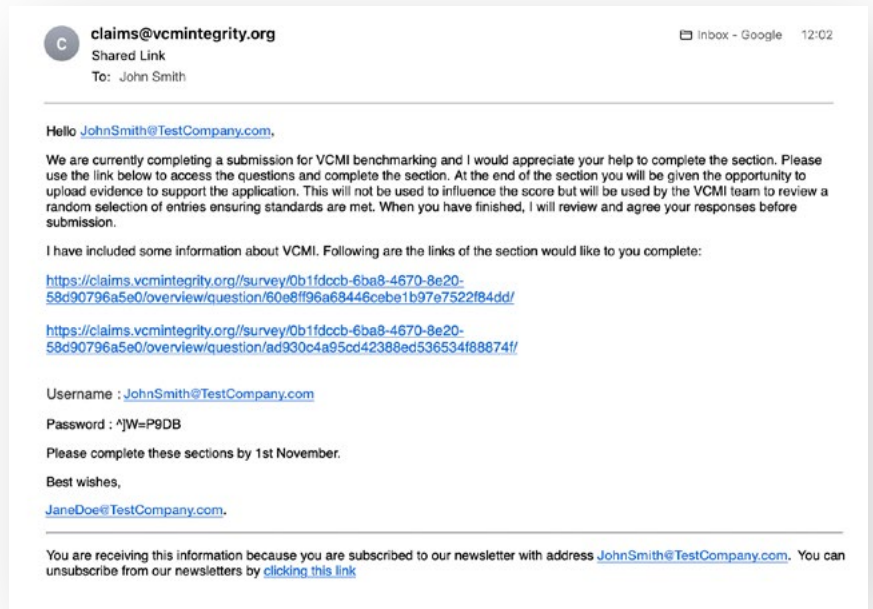 C
claims@vcmintegrity.org
Inbox - Google 12:02
Shared Link
To: John Smith
Hello JohnSmith@TestCompany.com,
We are currently completing a submission for VCMI benchmarking and I would appreciate your help to complete the section. Please
use the link below to access the questions and complete the section. At the end of the section you will be given the opportunity to
upload evidence to support the application. This will not be used to influence the score but will be used by the VCMI team to review a
random selection of entries ensuring standards are met. When you have finished, I will review and agree your responses before
submission.
I have included some information about VCMI. Following are the links of the section would like to you complete:
https://claims.vcmintegrity.org//survey/0b1fdccb-6ba8-4670-8e20-
58d90796a5e0/overview/question/60e8ff96a68446cebe1b97e7522f84dd/
https://claims.vcmintegrity.org//survey/0b1fdccb-6ba8-4670-8e20-
58d90796a5e0/overview/question/ad930c4a95cd42388ed536534f88874f/
Username : JohnSmith@TestCompany.com
Password : ^]W=P9DB
Please complete these sections by 1st November.
Best wishes,
JaneDoe@TestCompany.com.
You are receiving this information because you are subscribed to our newsletter with address JohnSmith@TestCompany.com. You can
unsubscribe from our newsletters by clicking this link